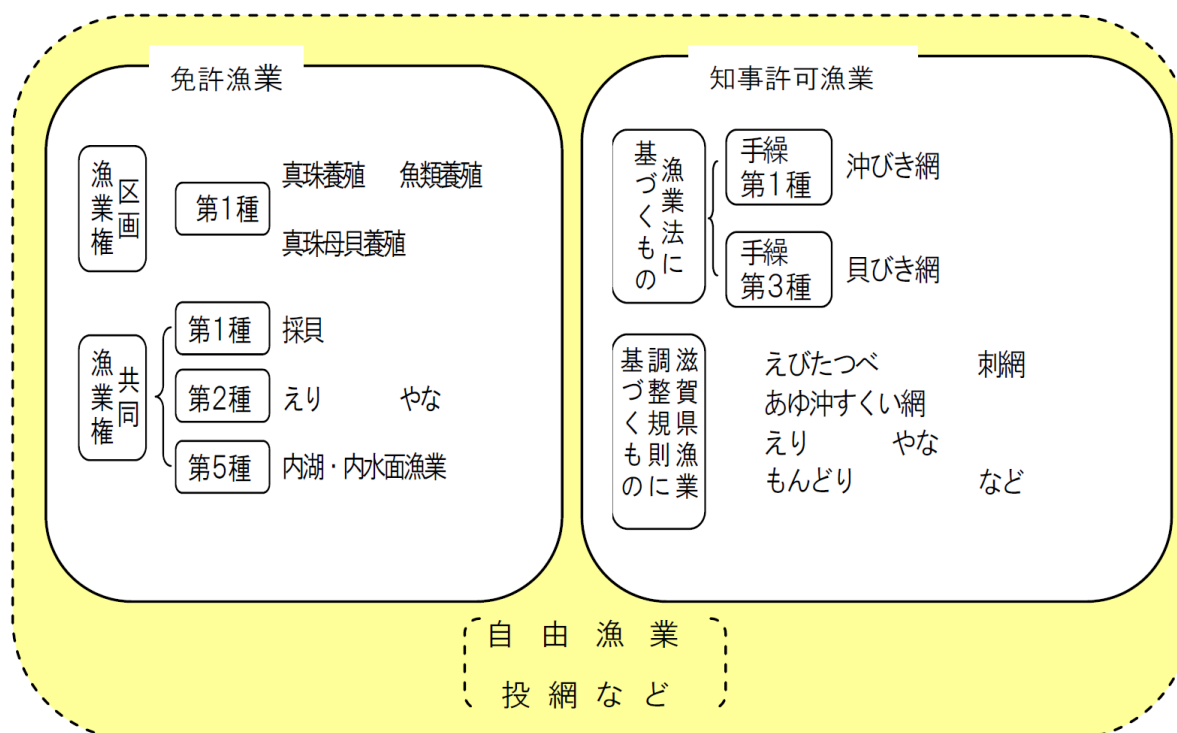 免許漁業
区画
漁業権
第1種
真珠養殖 魚類養殖
真珠母貝養殖
共同
漁業権
第1種
採貝
第2種
えり やな
第5種
内湖・内水面漁業
知事許可漁業
漁業法に
基づくもの
手繰
第1種
沖びき網
手繰
第3種
貝びき網
滋賀県漁業
調整規則に
基づくもの
えびたつべ 刺網
あゆ沖すくい網
えり やな
もんどり など
自由漁業
投網など